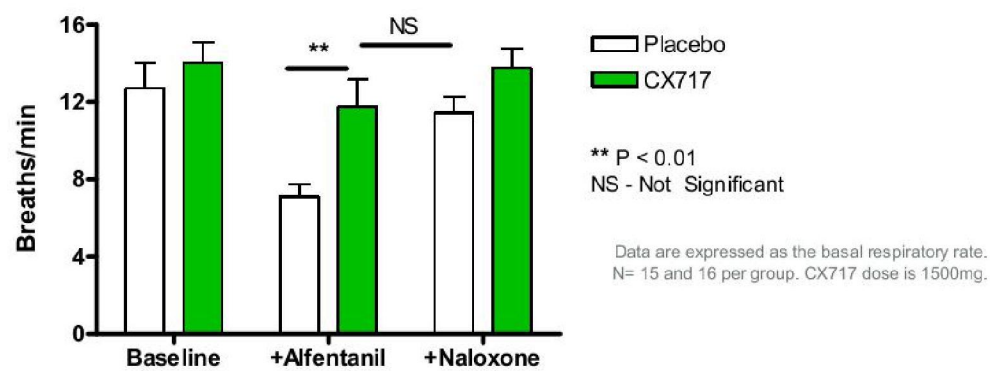 Breaths/min
16
12
8
4
0
**
NS
Baseline
+Alfentanil
+Naloxone
Placebo
CX717
** P < 0.01
NS - Not Significant
Data are expressed as the basal respiratory rate.
N= 15 and 16 per group. CX717 dose is 1500mg.